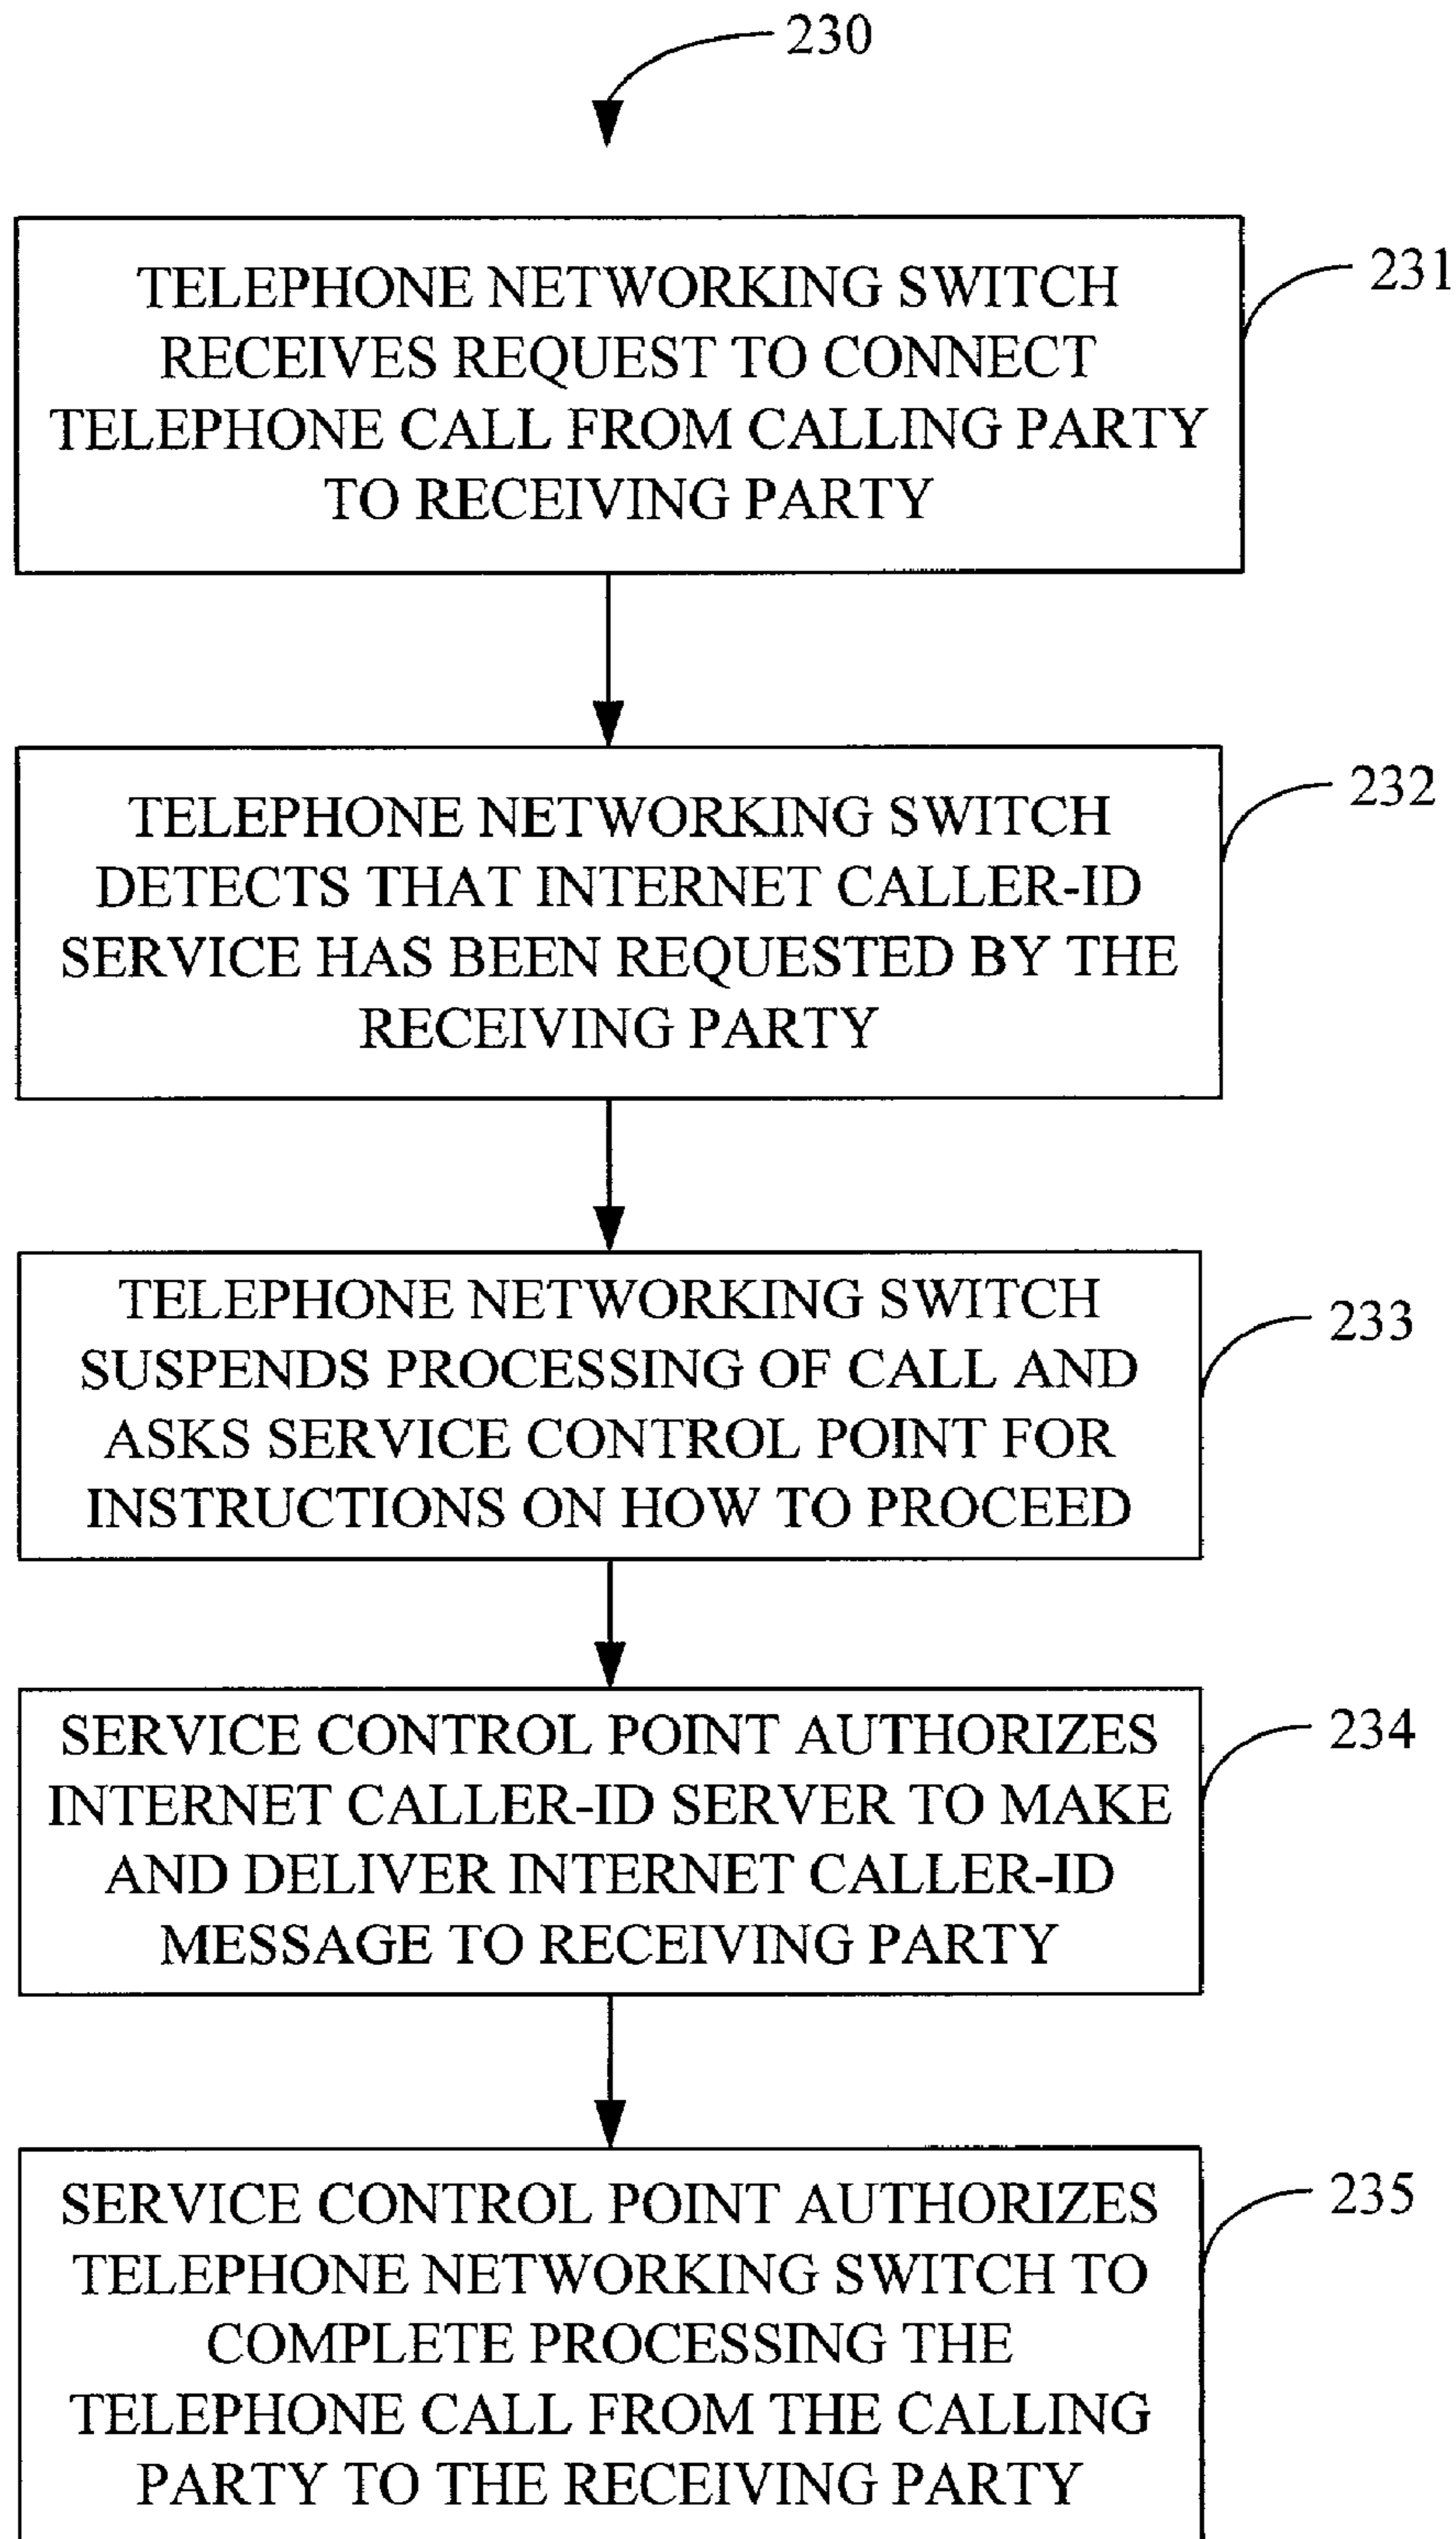 230
TELEPHONE NETWORKING SWITCH
RECEIVES REQUEST TO CONNECT
TELEPHONE CALL FROM CALLING PARTY
TO RECEIVING PARTY
231
TELEPHONE NETWORKING SWITCH
DETECTS THAT INTERNET CALLER-ID
SERVICE HAS BEEN REQUESTED BY THE
RECEIVING PARTY
232
TELEPHONE NETWORKING SWITCH
SUSPENDS PROCESSING OF CALL AND
ASKS SERVICE CONTROL POINT FOR
INSTRUCTIONS ON HOW TO PROCEED
233
SERVICE CONTROL POINT AUTHORIZES
INTERNET CALLER-ID SERVER TO MAKE
AND DELIVER INTERNET CALLER-ID
MESSAGE TO RECEIVING PARTY
234
SERVICE CONTROL POINT AUTHORIZES
TELEPHONE NETWORKING SWITCH TO
COMPLETE PROCESSING THE
TELEPHONE CALL FROM THE CALLING
PARTY TO THE RECEIVING PARTY
235